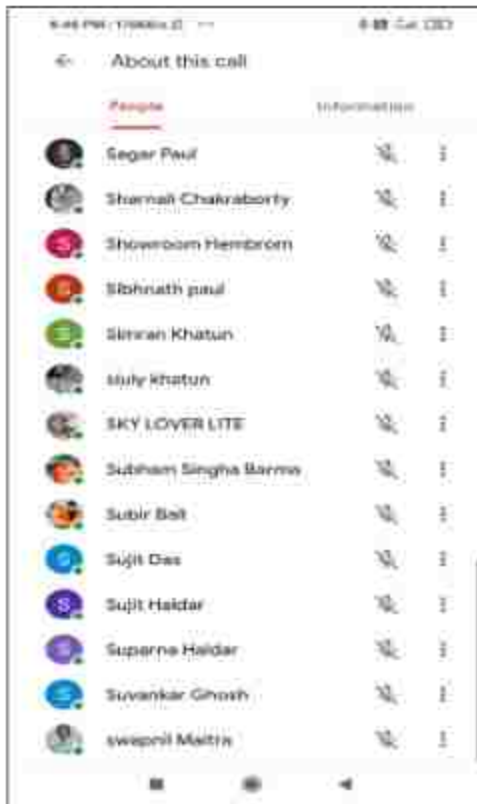 About this call
People Information
Sagar Paul
Sharnali Chakraborty
S Showroom Hembrom
S Sibhnath paul
S Simran Khatun
siuly khatun
SKY LOVER LITE
Subham Singha Barma
Subir Bait
S Sujit Das
S Sujit Haldar
S Suparna Haldar
S Suvankar Ghosh
swapnil Maitra